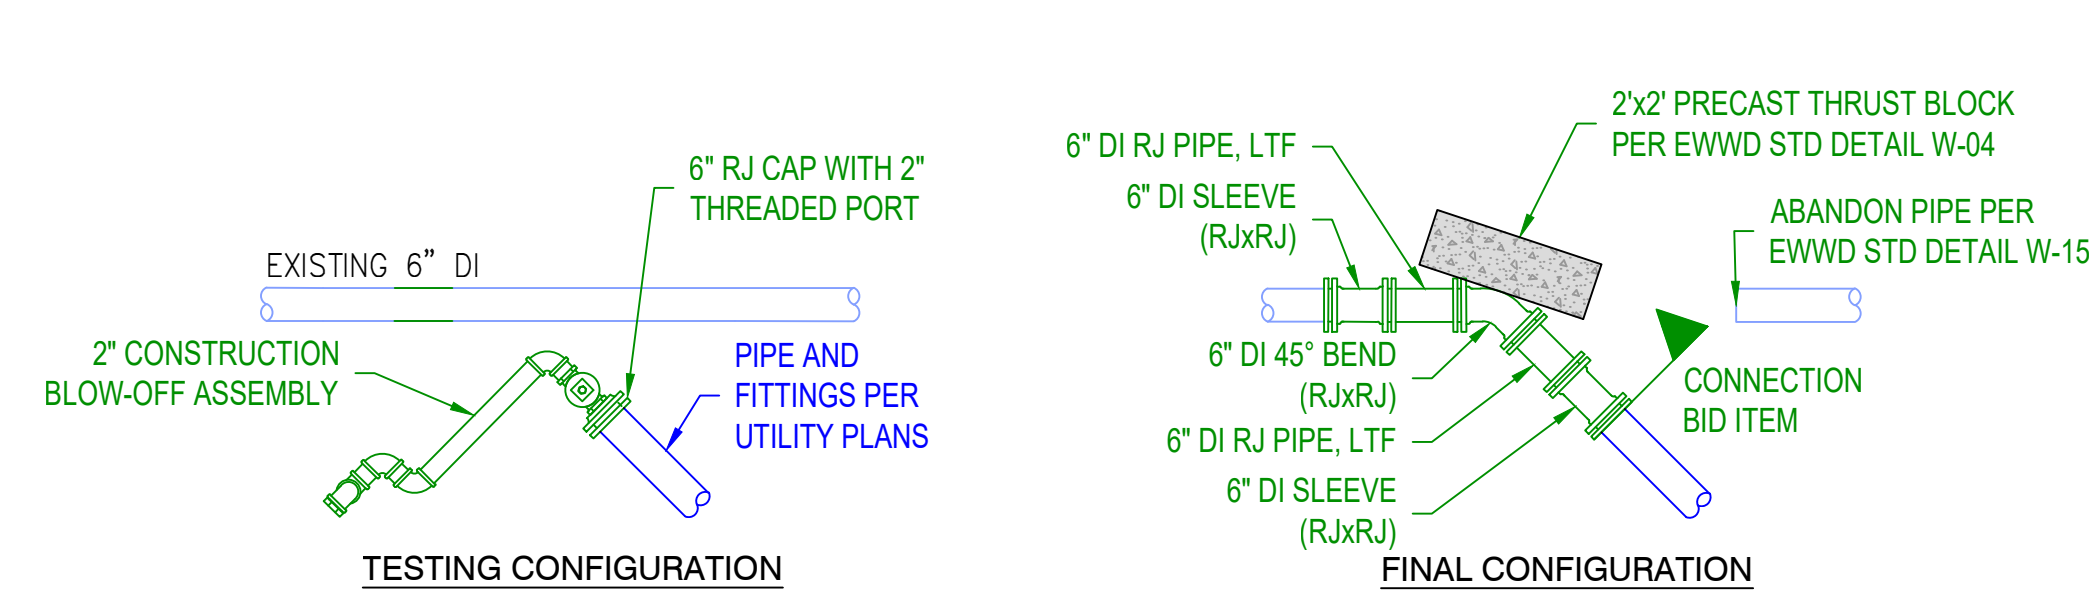 6" RJ CAP WITH 2"
THREADED PORT
EXISTING 6” DI
2" CONSTRUCTION
BLOW-OFF ASSEMBLY
PIPE AND
FITTINGS PER
UTILITY PLANS
TESTING CONFIGURATION
2'x2' PRECAST THRUST BLOCK
PER EWWD STD DETAIL W-04
6" DI RJ PIPE, LTF
6" DI SLEEVE
(RJxRJ)
ABANDON PIPE PER
EWWD STD DETAIL W-15
6" DI 45° BEND
(RJxRJ)
CONNECTION
BID ITEM
6" DI RJ PIPE, LTF
6" DI SLEEVE
(RJxRJ)
FINAL CONFIGURATION